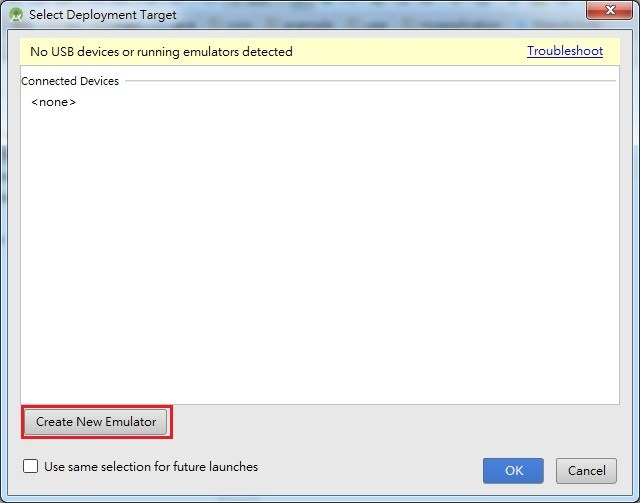 Select Deployment Target
No USB devices or running emulators detected Troubleshoot
Connected Devices
<none>
Create New Emulator
Use same selection for future launches
OK Cancel